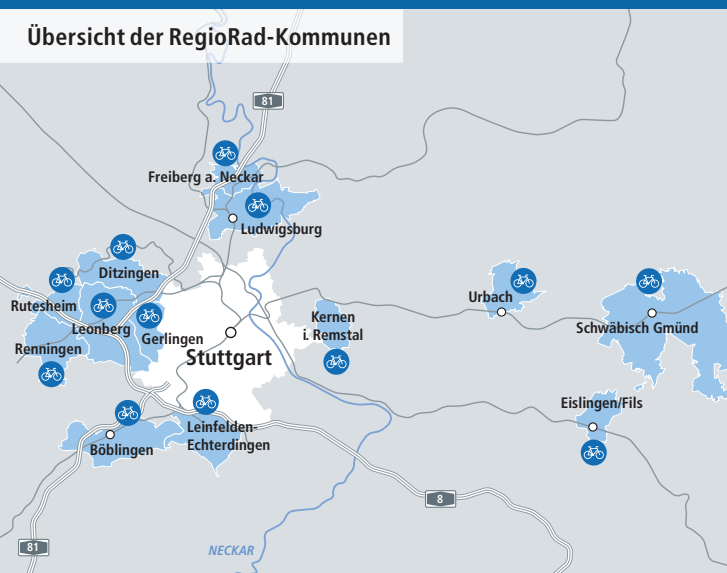 Übersicht der RegioRad-Kommunen
81
Freiberg a. Neckar
Ludwigsburg
Ditzingen
Rutesheim
Leonberg
Gerlingen
Renningen
Stuttgart
Kernen
i. Remstal
Urbach
Schwäbisch Gmünd
Eislingen/Fils
Leinfelden-
Echterdingen
Böblingen
8
81
NECKAR